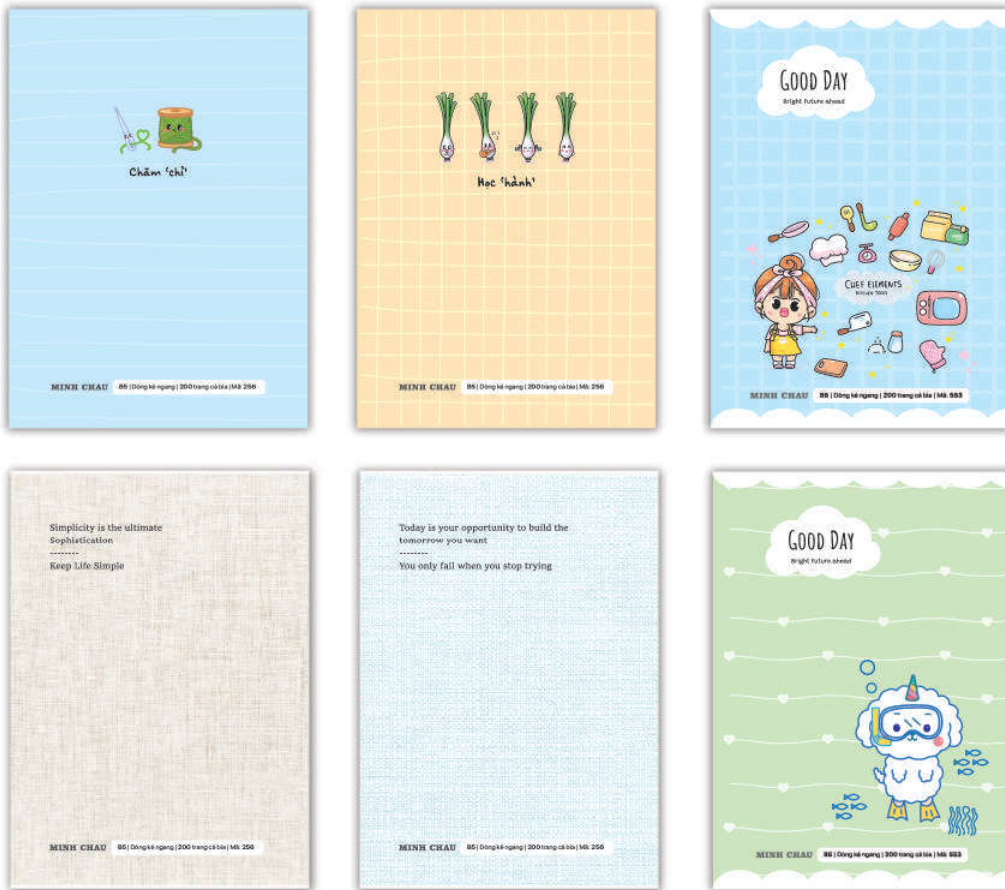 Chăm 'chỉ'
MINH CHAU B5 | Dòng kẻ ngang | 200 trang cả bìa | Mã: 256
Học 'hành'
MINH CHAU B5 | Dòng kẻ ngang | 200 trang cả bìa | Mã: 256
GOOD DAY
Bright Future ahead
CHEF ELEMENTS
KITCHEN TOOLS
MINH CHAU B5 | Dòng kẻ ngang | 200 trang cả bìa | Mã: 553
Simplicity is the ultimate
Sophistication
--------
Keep Life Simple
MINH CHAU B5 | Dòng kẻ ngang | 200 trang cả bìa | Mã: 256
Today is your opportunity to build the
tomorrow you want
--------
You only fail when you stop trying
MINH CHAU B5 | Dòng kẻ ngang | 200 trang cả bìa | Mã: 256
GOOD DAY
Bright Future ahead
MINH CHAU B5 | Dòng kẻ ngang | 200 trang cả bìa | Mã: 553